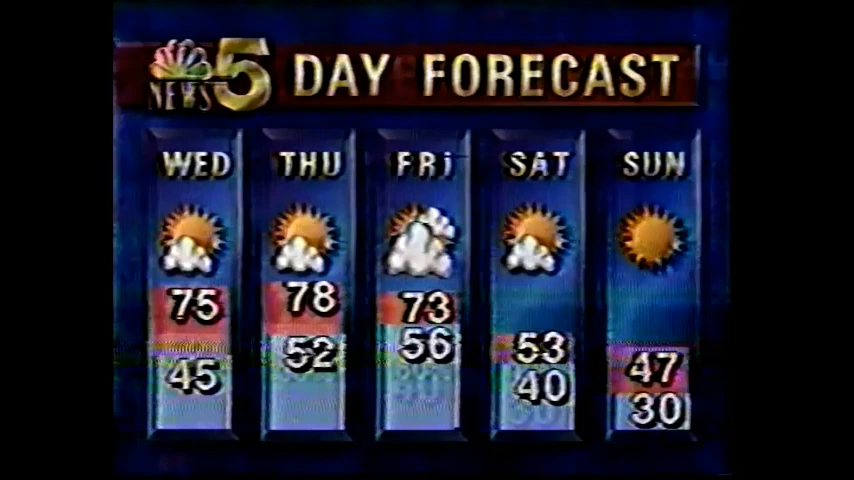 NEWS 5 DAY FORECAST
WED THU FRi SAT SUN
75 78 73 53 47
45 52 56 40 30